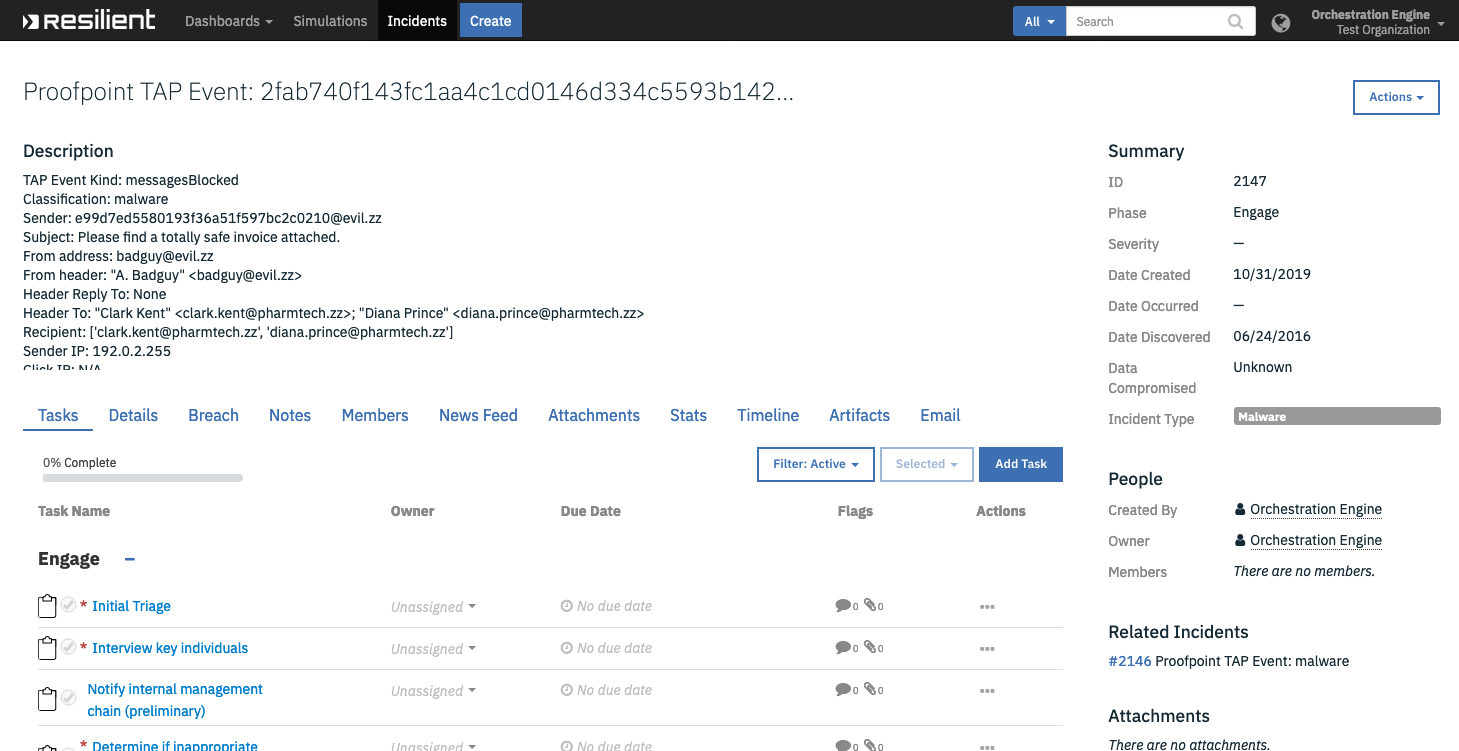 RESILIENT
Dashboards
Simulations
Incidents
Create
All
Search
Orchestration Engine
Test Organization
Proofpoint TAP Event: 2fab740f143fc1aa4c1cd0146d334c5593b142...
Actions
Description
TAP Event Kind: messagesBlocked
Classification: malware
Sender: e99d7ed5580193f36a51f597bc2c0210@evil.zz
Subject: Please find a totally safe invoice attached.
From address: badguy@evil.zz
From header: "A. Badguy" <badguy@evil.zz>
Header Reply To: None
Header To: "Clark Kent" <clark.kent@pharmtech.zz>; "Diana Prince" <diana.prince@pharmtech.zz>
Recipient: ['clark.kent@pharmtech.zz', 'diana.prince@pharmtech.zz']
Sender IP: 192.0.2.255
Click IP: N/A
Tasks
Details
Breach
Notes
Members
News Feed
Attachments
Stats
Timeline
Artifacts
Email
0% Complete
Filter: Active
Selected
Add Task
Task Name
Owner
Due Date
Flags
Actions
Engage –
* Initial Triage
Unassigned
No due date
0 0
...
* Interview key individuals
Unassigned
No due date
0 0
...
Notify internal management
chain (preliminary)
Unassigned
No due date
0 0
...
* Determine if inappropriate
Unassigned
No due date
0 0
...
Summary
ID 2147
Phase Engage
Severity —
Date Created 10/31/2019
Date Occurred —
Date Discovered 06/24/2016
Data Unknown
Compromised
Incident Type Malware
People
Created By Orchestration Engine
Owner Orchestration Engine
Members There are no members.
Related Incidents
#2146 Proofpoint TAP Event: malware
Attachments
There are no attachments.